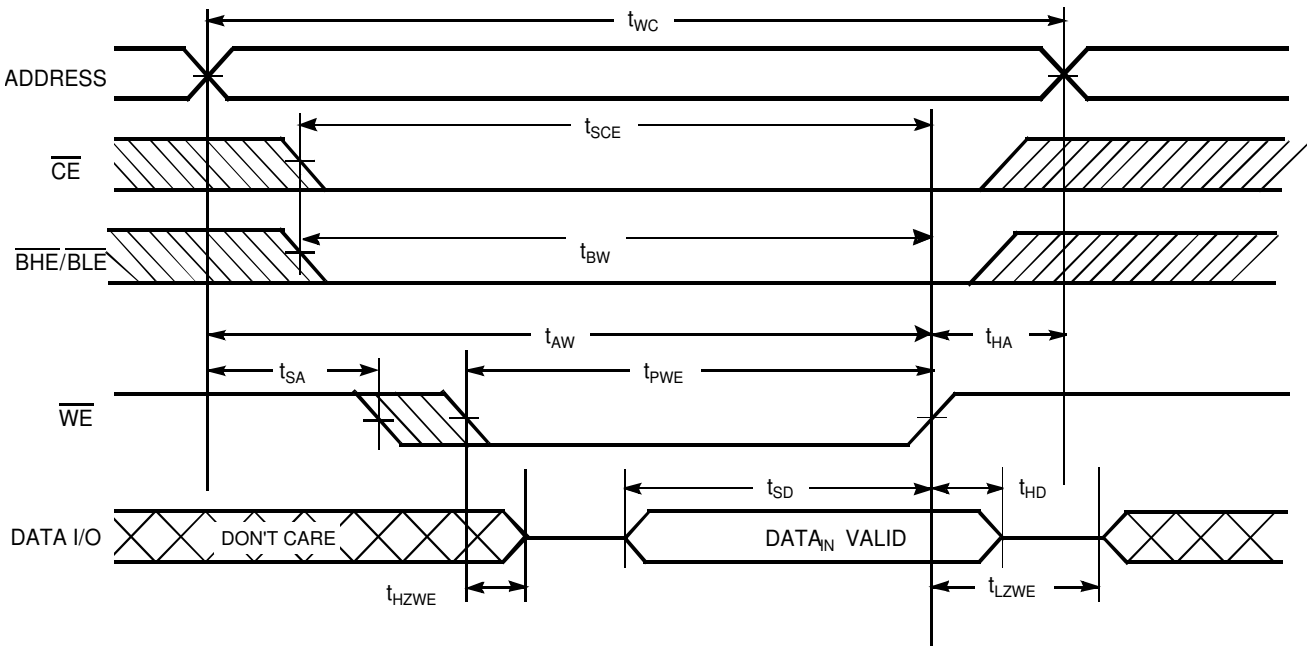 tWC
ADDRESS
tSCE
CE
tBW
BHE/BLE
tAW
tHA
tSA
tPWE
WE
tSD
tHD
DATA I/O
DON'T CARE
DATAIN VALID
tHZWE
tLZWE